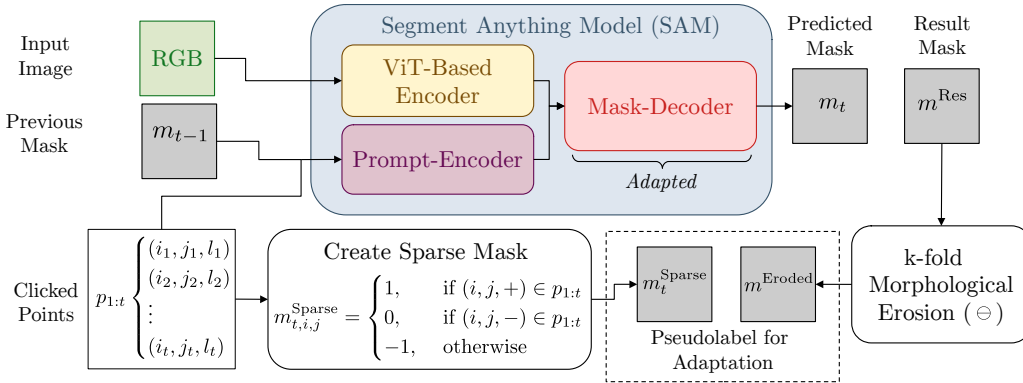 Segment Anything Model (SAM)
Input
Image
RGB
ViT-Based
Encoder
Previous
Mask
m_{t−1}
Prompt-Encoder
Mask-Decoder
Adapted
Predicted
Mask
m_t
Result
Mask
m^{Res}
Clicked
Points
p_{1:t} { (i_1, j_1, l_1)
(i_2, j_2, l_2)
⋮
(i_t, j_t, l_t)
Create Sparse Mask
m_{t,i,j}^{Sparse} = { 1, if (i, j, +) ∈ p_{1:t}
0, if (i, j, −) ∈ p_{1:t}
−1, otherwise
m_t^{Sparse}
m^{Eroded}
Pseudolabel for
Adaptation
k-fold
Morphological
Erosion (⊖)